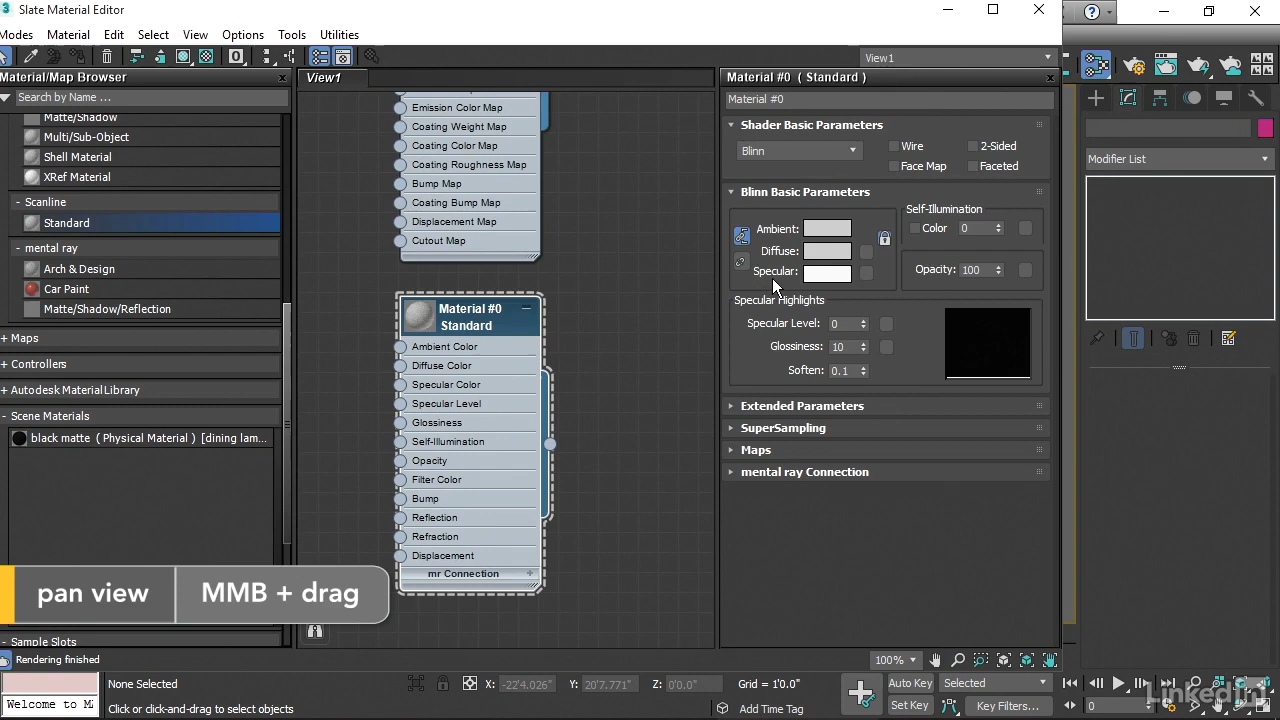 Slate Material Editor
Modes Material Edit Select View Options Tools Utilities
View1
Material/Map Browser
View1
Material #0 ( Standard )
Search by Name ...
Material #0
Matte/Shadow
Multi/Sub-Object
Shell Material
XRef Material
- Scanline
Standard
- mental ray
Arch & Design
Car Paint
Matte/Shadow/Reflection
+ Maps
+ Controllers
+ Autodesk Material Library
- Scene Materials
black matte ( Physical Material ) [dining lam...
Sample Slots
Emission Color Map
Coating Weight Map
Coating Color Map
Coating Roughness Map
Bump Map
Coating Bump Map
Displacement Map
Cutout Map
Material #0
Standard
Ambient Color
Diffuse Color
Specular Color
Specular Level
Glossiness
Self-Illumination
Opacity
Filter Color
Bump
Reflection
Refraction
Displacement
mr Connection +
pan view MMB + drag
Shader Basic Parameters
Blinn Wire 2-Sided
Face Map Faceted
Blinn Basic Parameters
Self-Illumination
Ambient:
Color 0
Diffuse:
Specular:
Opacity: 100
Specular Highlights
Specular Level: 0
Glossiness: 10
Soften: 0.1
Extended Parameters
SuperSampling
Maps
mental ray Connection
Modifier List
Rendering finished
100%
None Selected X: -22'4.026" Y: 20'7.771" Z: 0'0.0" Grid = 1'0.0"
Auto Key Selected
Welcome to M
Click or click-and-drag to select objects
Add Time Tag
Set Key Key Filters... 0
LinkedIn